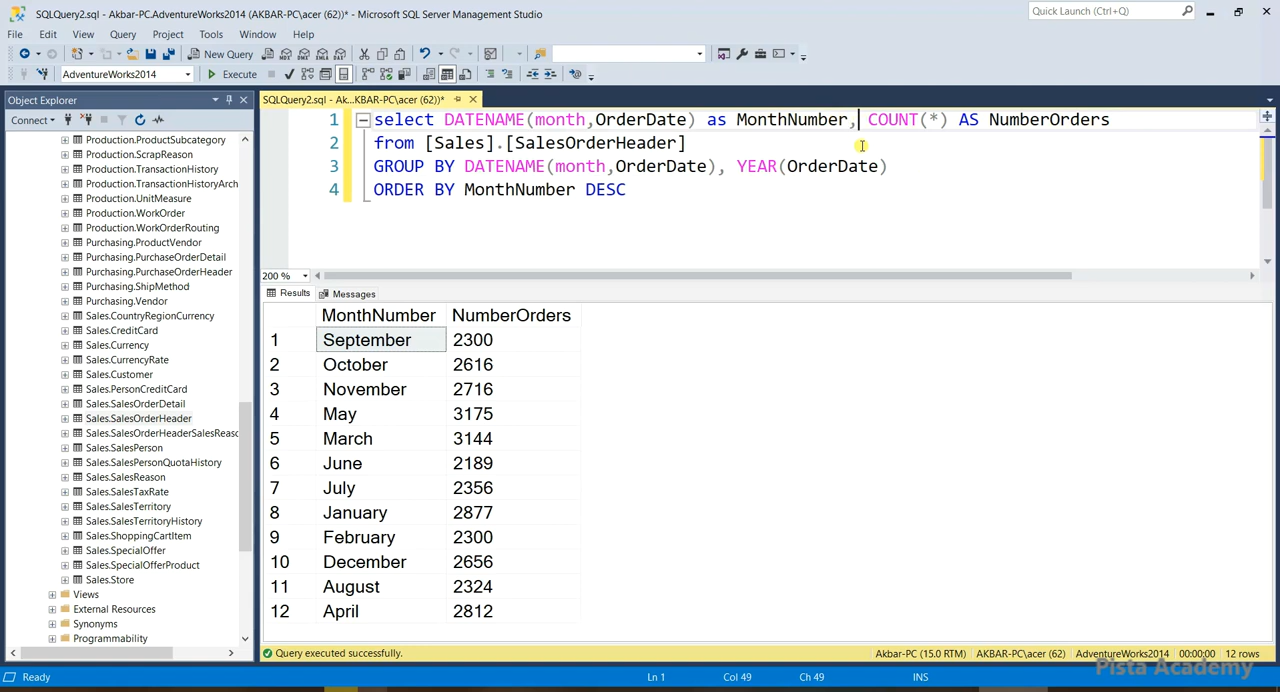 SQLQuery2.sql - Akbar-PC.AdventureWorks2014 (AKBAR-PC\acer (62))* - Microsoft SQL Server Management Studio
Quick Launch (Ctrl+Q)
File Edit View Query Project Tools Window Help
New Query
AdventureWorks2014 Execute
Object Explorer
SQLQuery2.sql - Ak...KBAR-PC\acer (62))*
Connect
1 select DATENAME(month,OrderDate) as MonthNumber, COUNT(*) AS NumberOrders
2 from [Sales].[SalesOrderHeader]
3 GROUP BY DATENAME(month,OrderDate), YEAR(OrderDate)
4 ORDER BY MonthNumber DESC
Production.ProductSubcategory
Production.ScrapReason
Production.TransactionHistory
Production.TransactionHistoryArch
Production.UnitMeasure
Production.WorkOrder
Production.WorkOrderRouting
Purchasing.ProductVendor
Purchasing.PurchaseOrderDetail
Purchasing.PurchaseOrderHeader
Purchasing.ShipMethod
Purchasing.Vendor
Sales.CountryRegionCurrency
Sales.CreditCard
Sales.Currency
Sales.CurrencyRate
Sales.Customer
Sales.PersonCreditCard
Sales.SalesOrderDetail
Sales.SalesOrderHeader
Sales.SalesOrderHeaderSalesReaso
Sales.SalesPerson
Sales.SalesPersonQuotaHistory
Sales.SalesReason
Sales.SalesTaxRate
Sales.SalesTerritory
Sales.SalesTerritoryHistory
Sales.ShoppingCartItem
Sales.SpecialOffer
Sales.SpecialOfferProduct
Sales.Store
Views
External Resources
Synonyms
Programmability
200 %
Results Messages
MonthNumber NumberOrders
1 September 2300
2 October 2616
3 November 2716
4 May 3175
5 March 3144
6 June 2189
7 July 2356
8 January 2877
9 February 2300
10 December 2656
11 August 2324
12 April 2812
Query executed successfully.
Akbar-PC (15.0 RTM) AKBAR-PC\acer (62) AdventureWorks2014 00:00:00 12 rows
Pista Academy
Ready
Ln 1 Col 49 Ch 49 INS